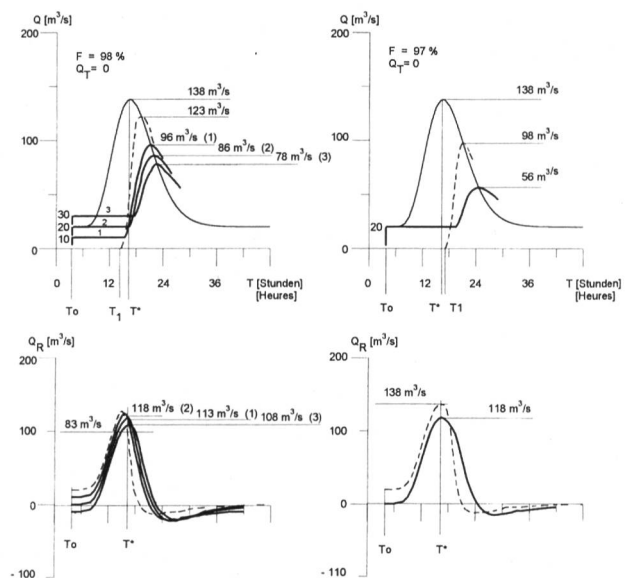 Q [m³/s]
200
F = 98 %
Q_T = 0
138 m³/s
123 m³/s
100
96 m³/s (1)
86 m³/s (2)
78 m³/s (3)
30
3
20
2
10
1
0
0
12
24
36
T [Stunden]
[Heures]
To
T₁
T*
Q [m³/s]
200
F = 97 %
Q_T = 0
138 m³/s
100
98 m³/s
56 m³/s
20
0
0
12
24
36
T [Stunden]
[Heures]
To
T*
T1
Q_R [m³/s]
200
118 m³/s (2)
113 m³/s (1)
108 m³/s (3)
83 m³/s
100
0
To
T*
- 100
Q_R [m³/s]
200
138 m³/s
118 m³/s
100
0
To
T*
- 110